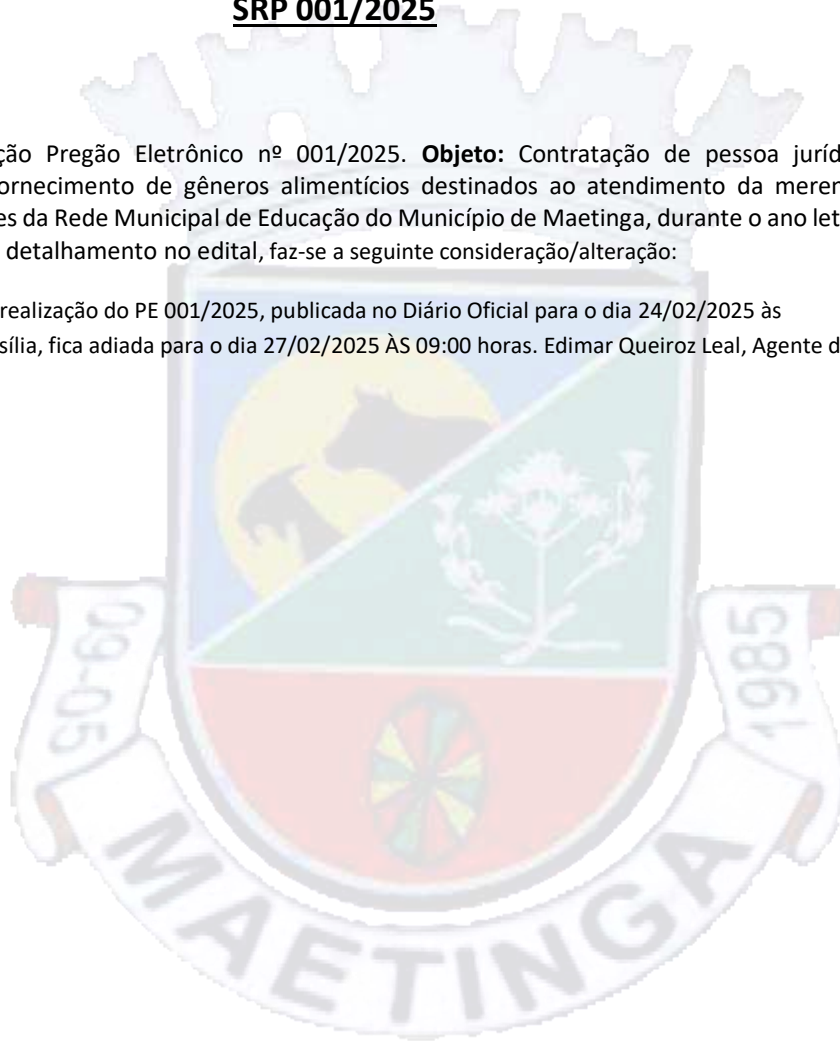 SRP 001/2025
ção Pregão Eletrônico nº 001/2025. Objeto: Contratação de pessoa juríd
ornecimento de gêneros alimentícios destinados ao atendimento da meren
es da Rede Municipal de Educação do Município de Maetinga, durante o ano let
detalhamento no edital, faz-se a seguinte consideração/alteração:
realização do PE 001/2025, publicada no Diário Oficial para o dia 24/02/2025 às
sília, fica adiada para o dia 27/02/2025 ÀS 09:00 horas. Edimar Queiroz Leal, Agente d
09-05
1985
MAETINGA